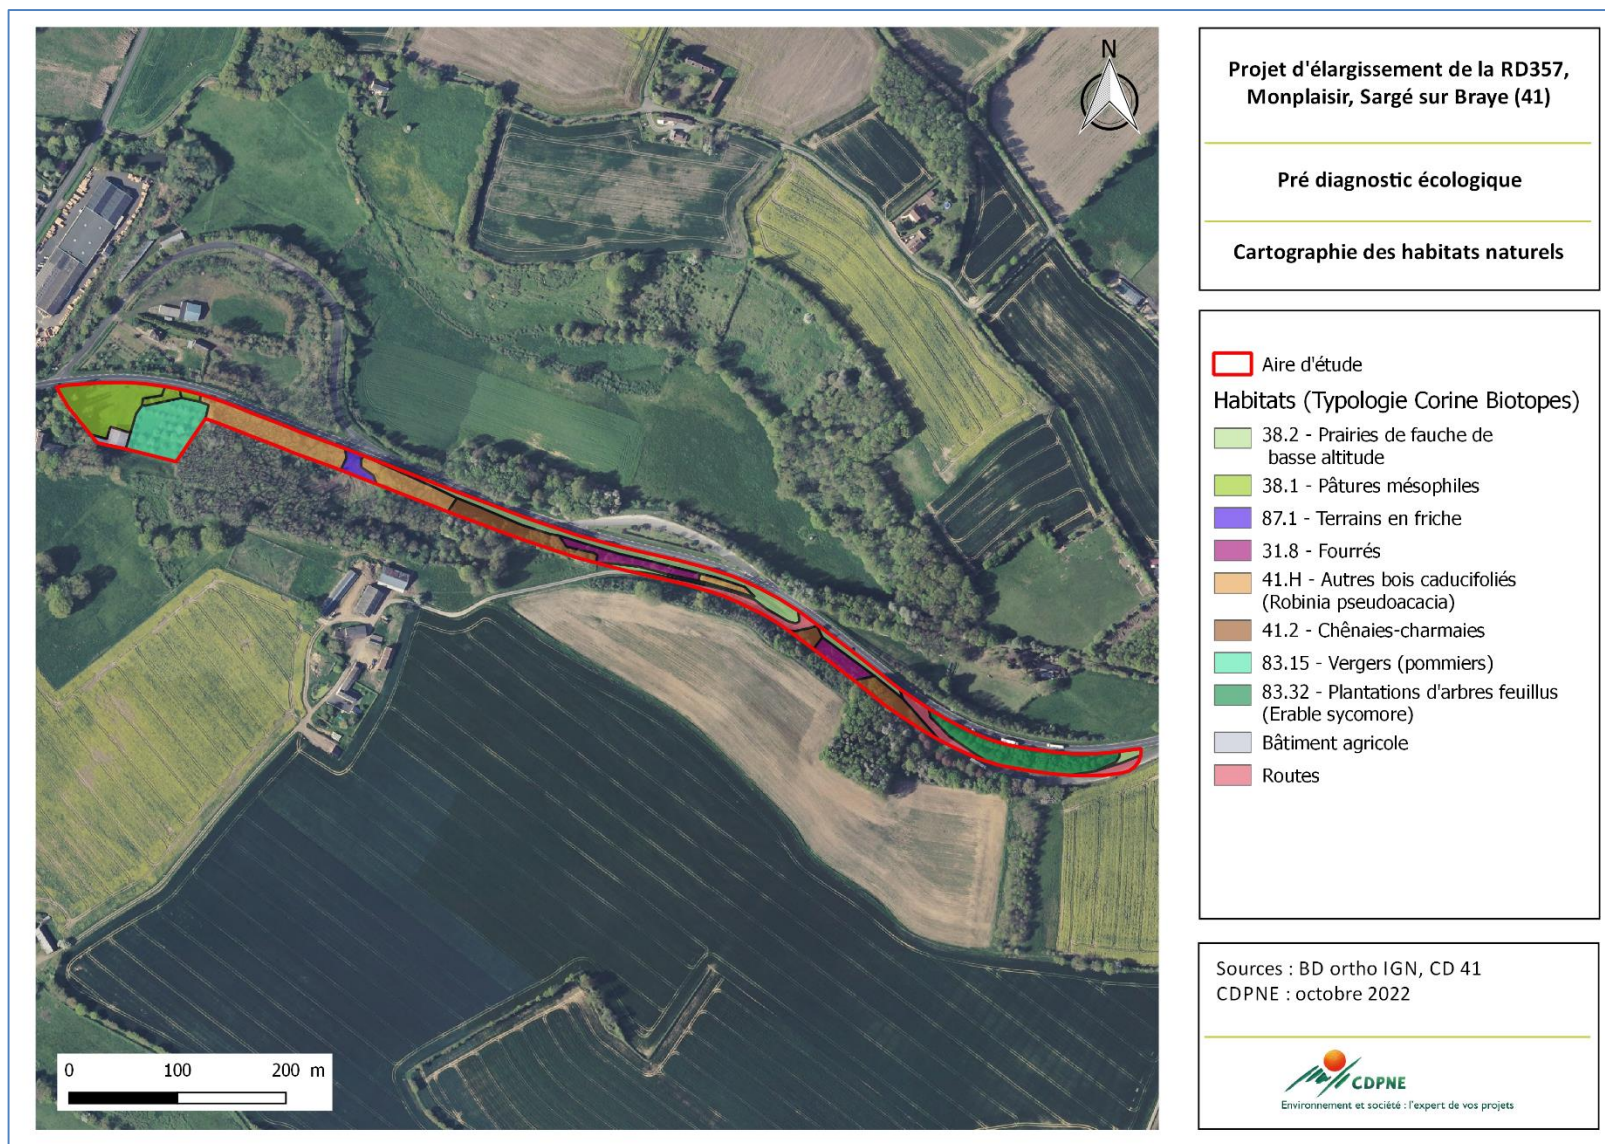 N
Projet d'élargissement de la RD357,
Monplaisir, Sargé sur Braye (41)
Pré diagnostic écologique
Cartographie des habitats naturels
Aire d'étude
Habitats (Typologie Corine Biotopes)
38.2 - Prairies de fauche de
basse altitude
38.1 - Pâtures mésophiles
87.1 - Terrains en friche
31.8 - Fourrés
41.H - Autres bois caducifoliés
(Robinia pseudoacacia)
41.2 - Chênaies-charmaies
83.15 - Vergers (pommiers)
83.32 - Plantations d'arbres feuillus
(Erable sycomore)
Bâtiment agricole
Routes
Sources : BD ortho IGN, CD 41
CDPNE : octobre 2022
CDPNE
Environnement et société : l'expert de vos projets
0 100 200 m